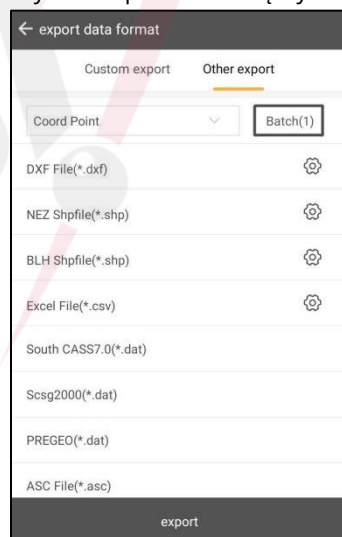 ← export data format
Custom export Other export
Coord Point Batch(1)
DXF File(*.dxf)
NEZ Shpfile(*.shp)
BLH Shpfile(*.shp)
Excel File(*.csv)
South CASS7.0(*.dat)
Scsg2000(*.dat)
PREGEO(*.dat)
ASC File(*.asc)
export